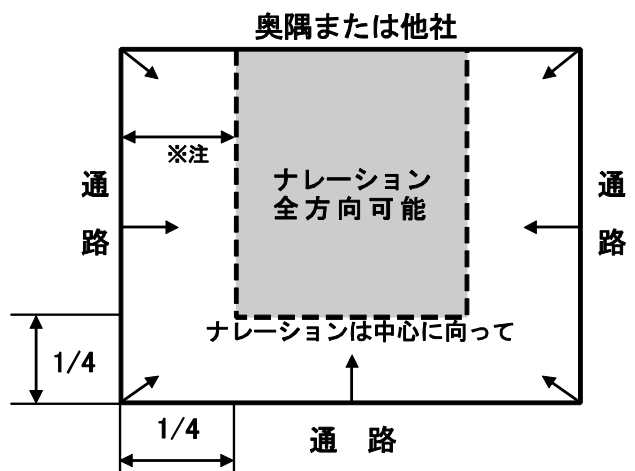 奥隅または他社
※注
ナレーション
全方向可能
通路
通路
ナレーションは中心に向って
1/4
1/4
通路